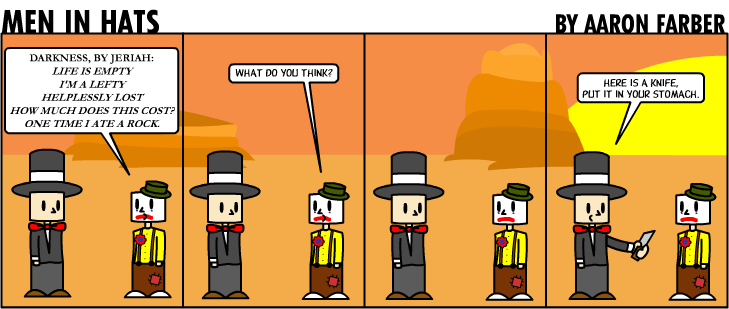 MEN IN HATS
BY AARON FARBER
DARKNESS, BY JERIAH:
LIFE IS EMPTY
I'M A LEFTY
HELPLESSLY LOST
HOW MUCH DOES THIS COST?
ONE TIME I ATE A ROCK.
WHAT DO YOU THINK?
HERE IS A KNIFE,
PUT IT IN YOUR STOMACH.